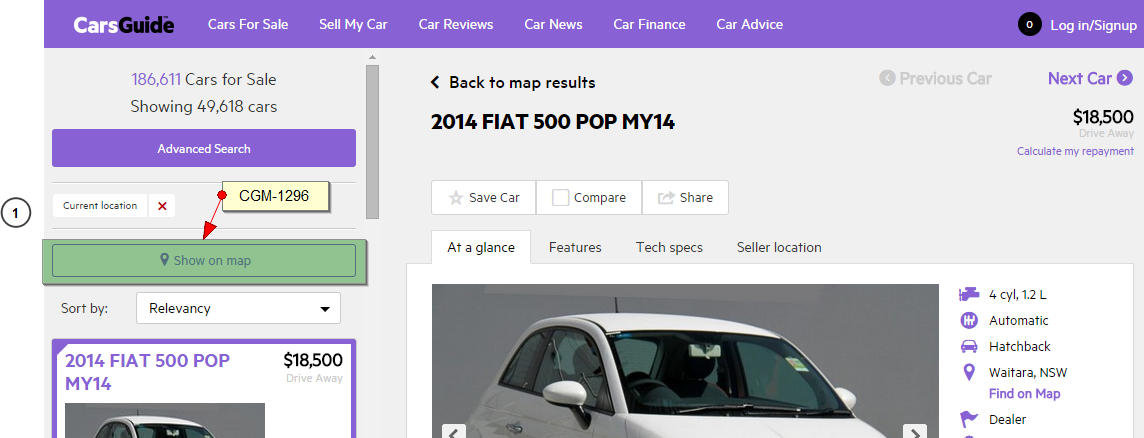 CarsGuide Cars For Sale Sell My Car Car Reviews Car News Car Finance Car Advice 0 Log in/Signup
186,611 Cars for Sale
Showing 49,618 cars
Advanced Search
Current location
CGM-1296
1
Show on map
Sort by: Relevancy
2014 FIAT 500 POP
MY14
$18,500
Drive Away
Back to map results
Previous Car Next Car
2014 FIAT 500 POP MY14
$18,500
Drive Away
Calculate my repayment
Save Car Compare Share
At a glance Features Tech specs Seller location
4 cyl, 1.2 L
Automatic
Hatchback
Waitara, NSW
Find on Map
Dealer